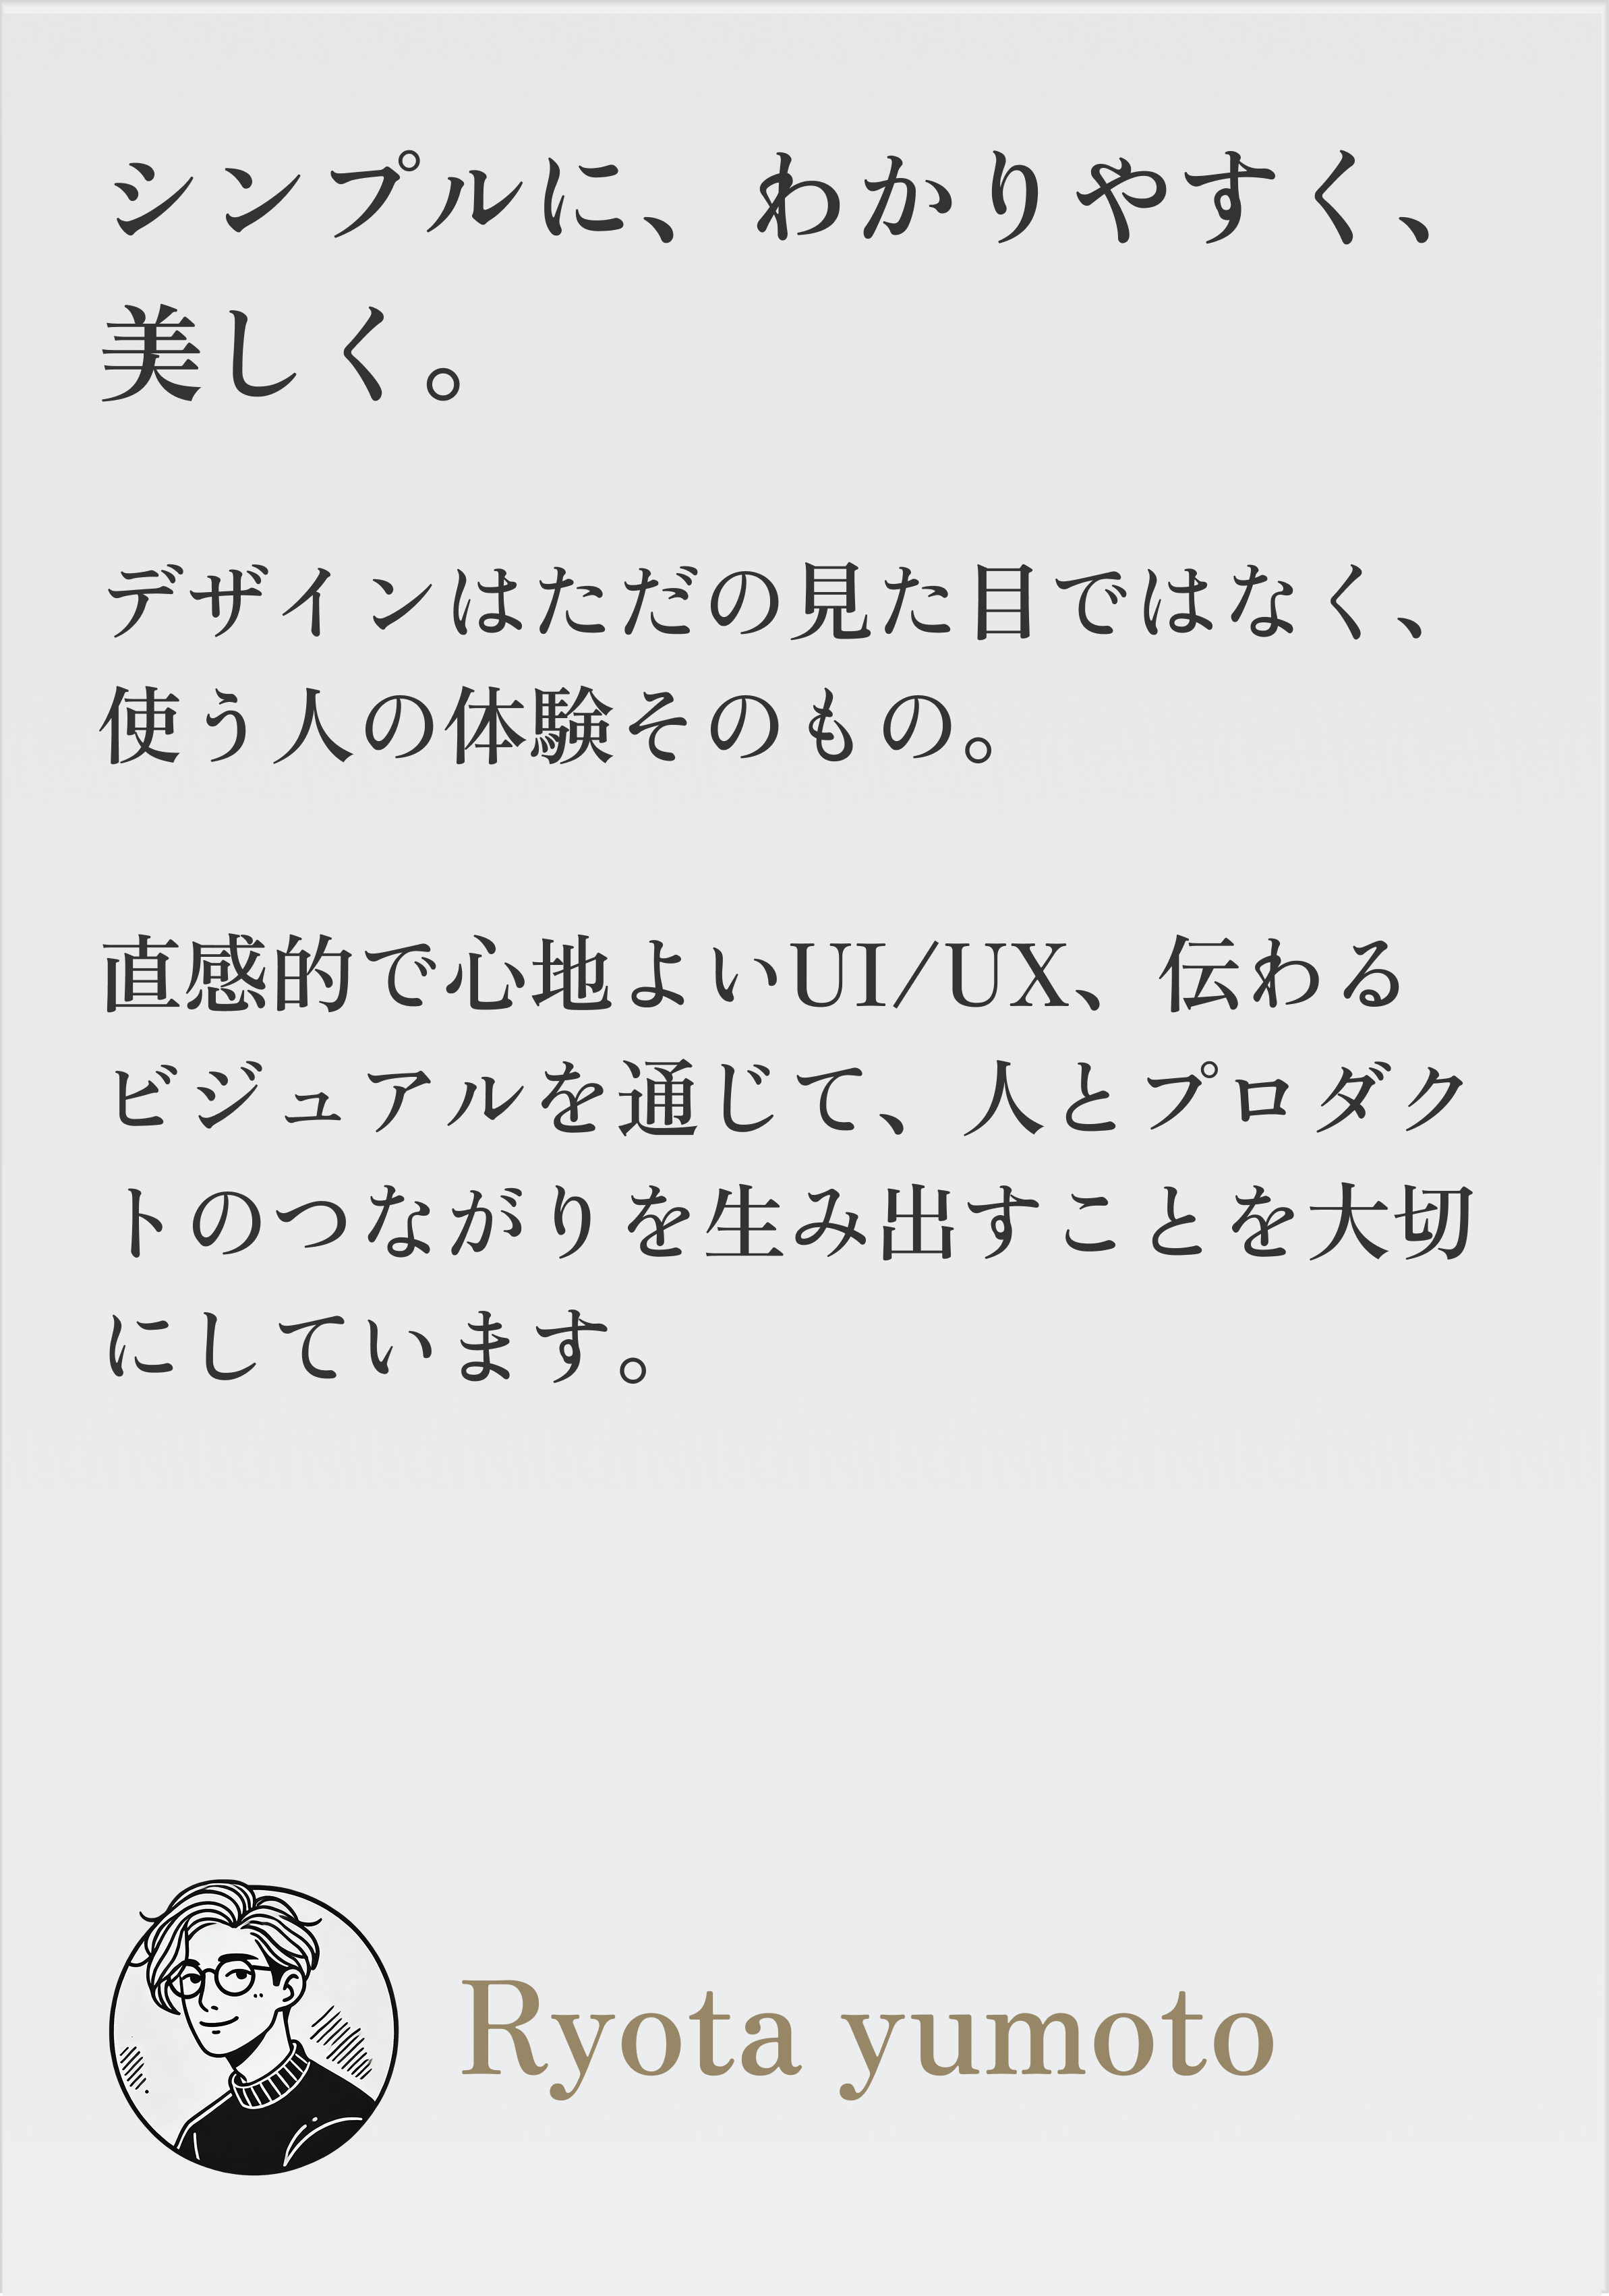 シンプルに、わかりやすく、
美しく。
デザインはただの見た目ではなく、
使う人の体験そのもの。
直感的で心地よいUI/UX、伝わる
ビジュアルを通じて、人とプロダク
トのつながりを生み出すことを大切
にしています。
Ryota yumoto